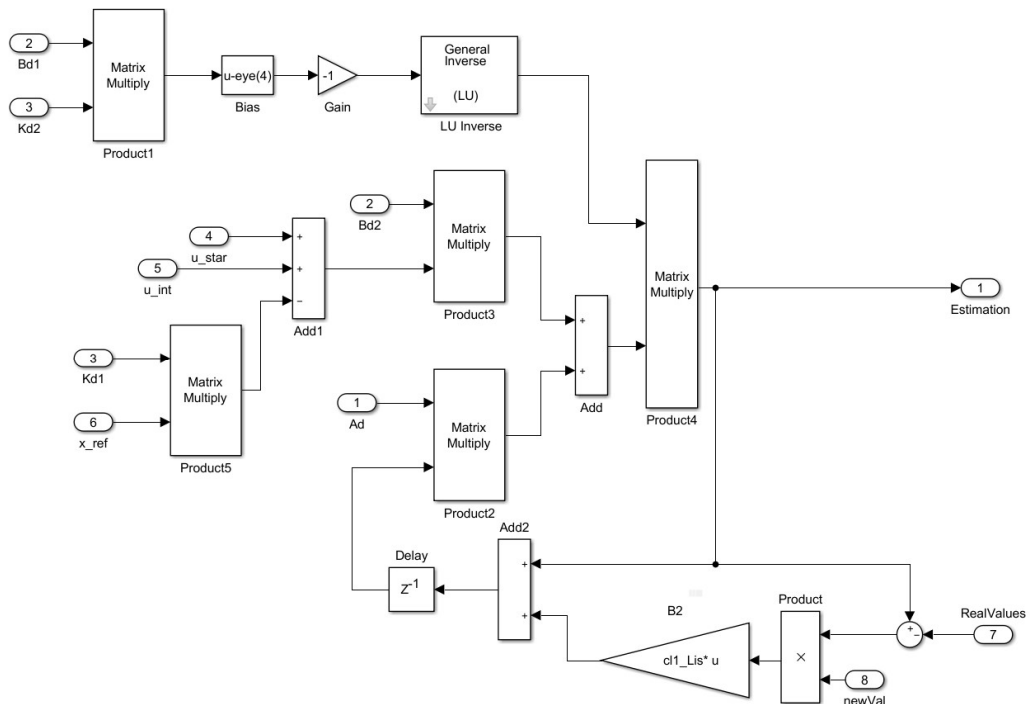 2
Bd1
3
Kd2
Matrix
Multiply
Product1
u-eye(4)
Bias
-1
Gain
General
Inverse
(LU)
LU Inverse
4
u_star
5
u_int
+
+
−
Add1
2
Bd2
Matrix
Multiply
Product3
3
Kd1
6
x_ref
Matrix
Multiply
Product5
1
Ad
Matrix
Multiply
Product2
+
+
Add
Matrix
Multiply
Product4
1
Estimation
Delay
Z-1
Add2
+
+
B2
cl1_Lis* u
Product
×
+
−
RealValues
7
8
newVal